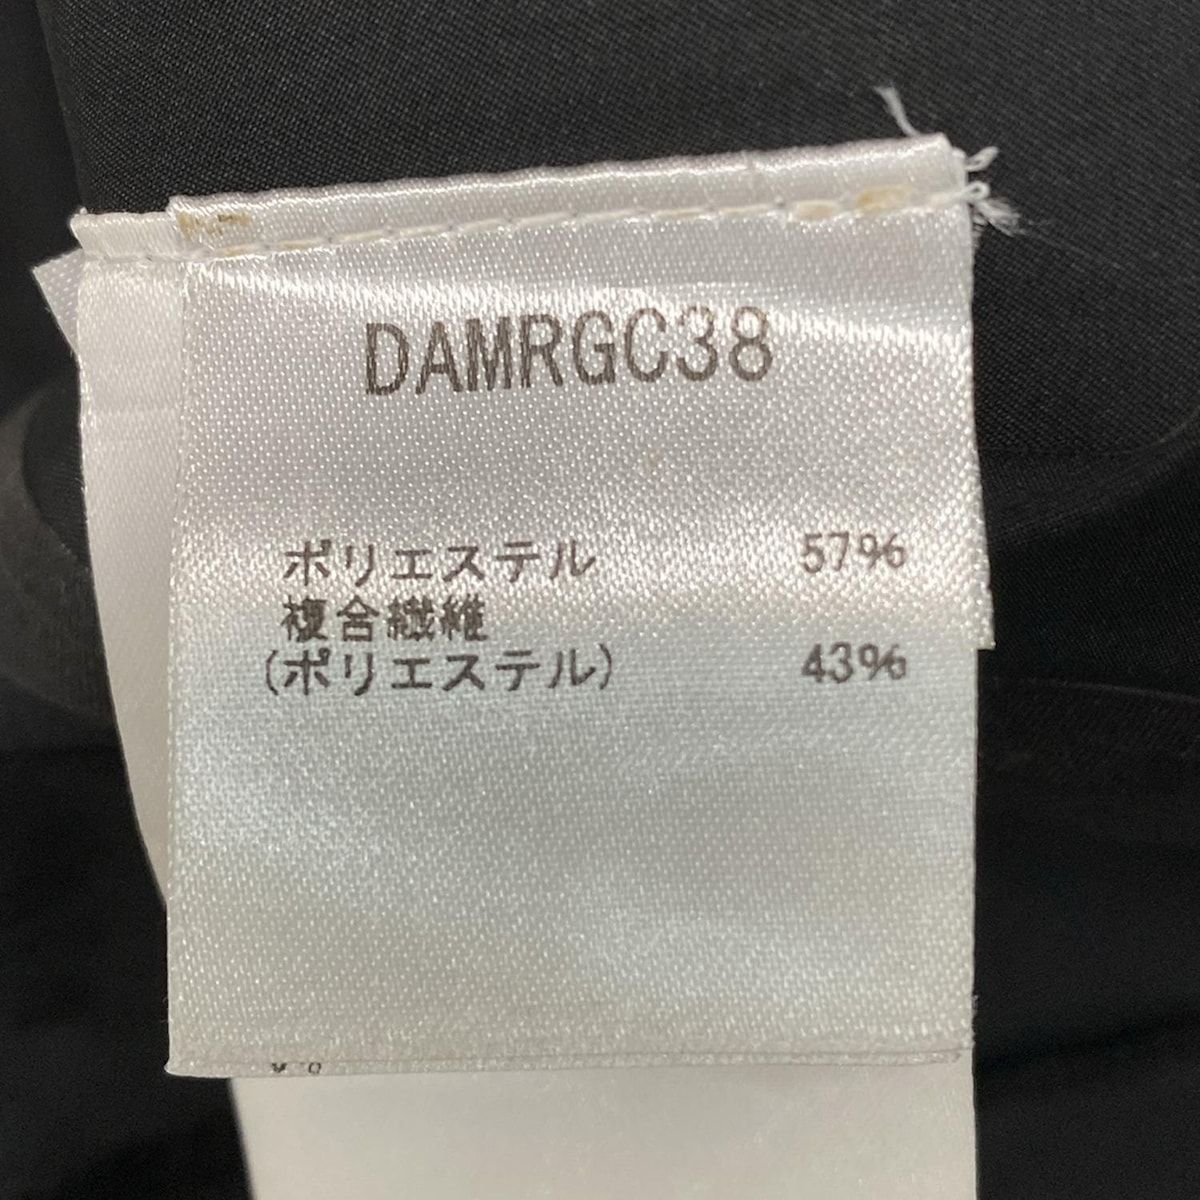 DAMRGC38
ポリエステル 57%
複合繊維
(ポリエステル) 43%